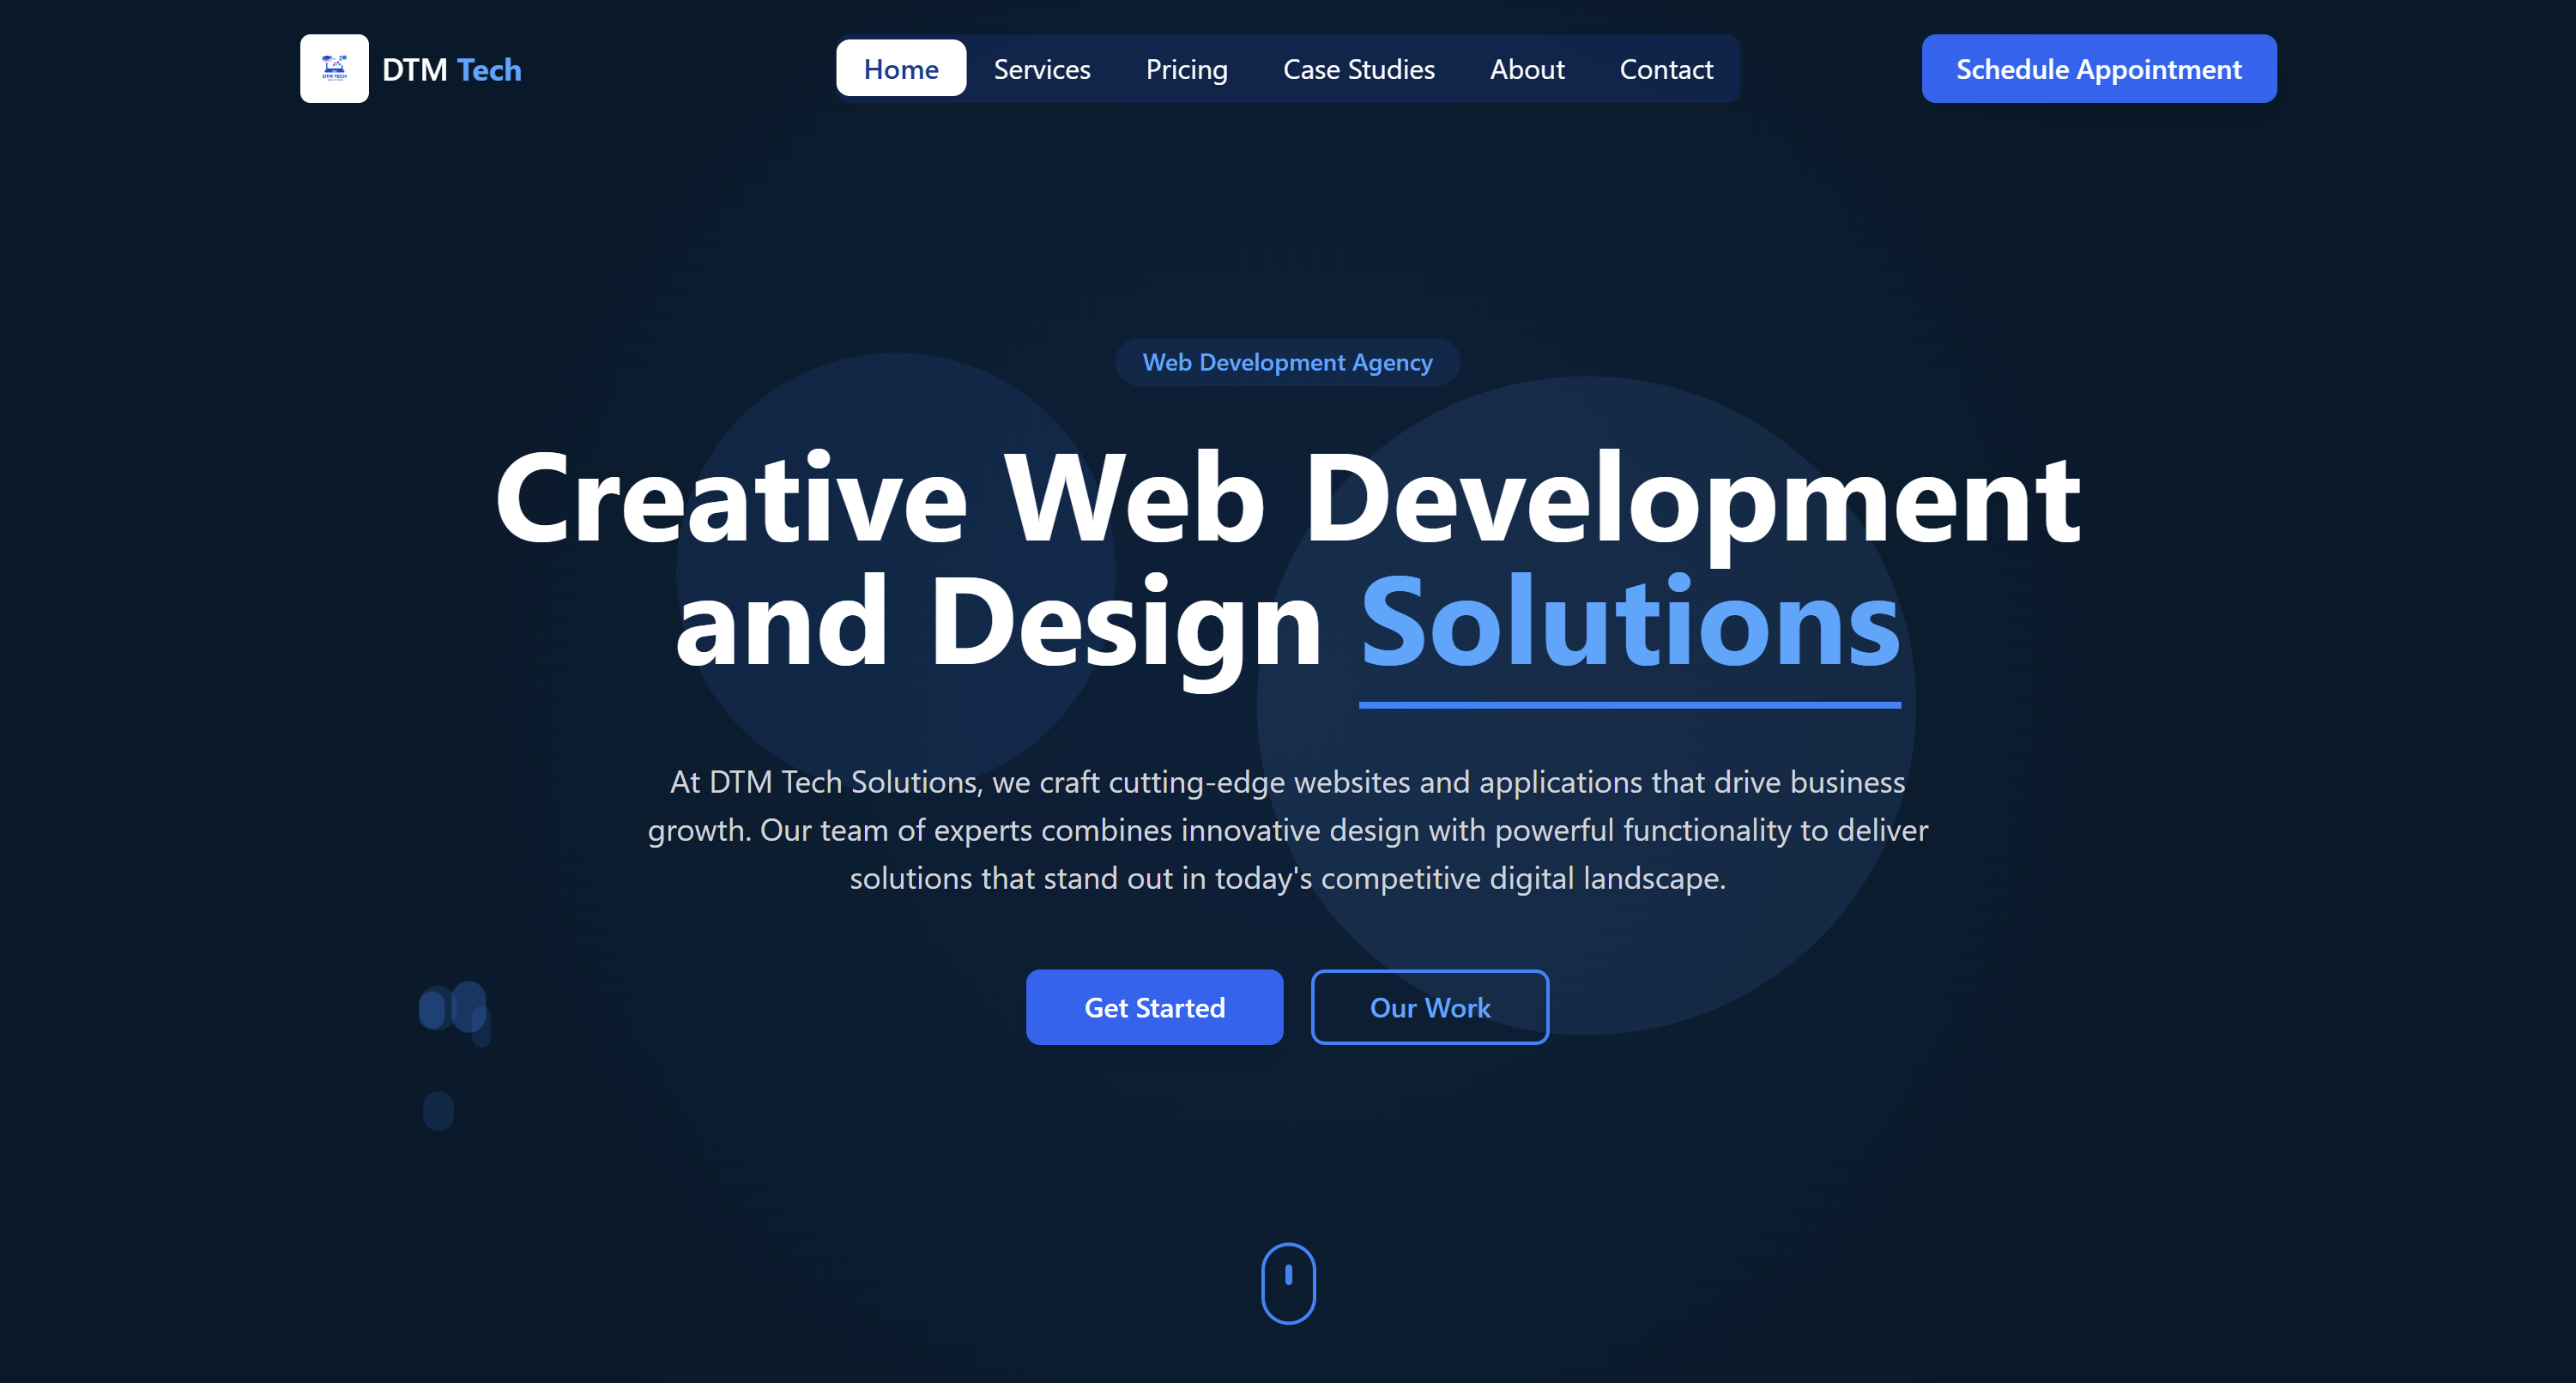 DTM TECH
DTM Tech
Home
Services
Pricing
Case Studies
About
Contact
Schedule Appointment
Web Development Agency
Creative Web Development
and Design Solutions
At DTM Tech Solutions, we craft cutting-edge websites and applications that drive business
growth. Our team of experts combines innovative design with powerful functionality to deliver
solutions that stand out in today's competitive digital landscape.
Get Started
Our Work